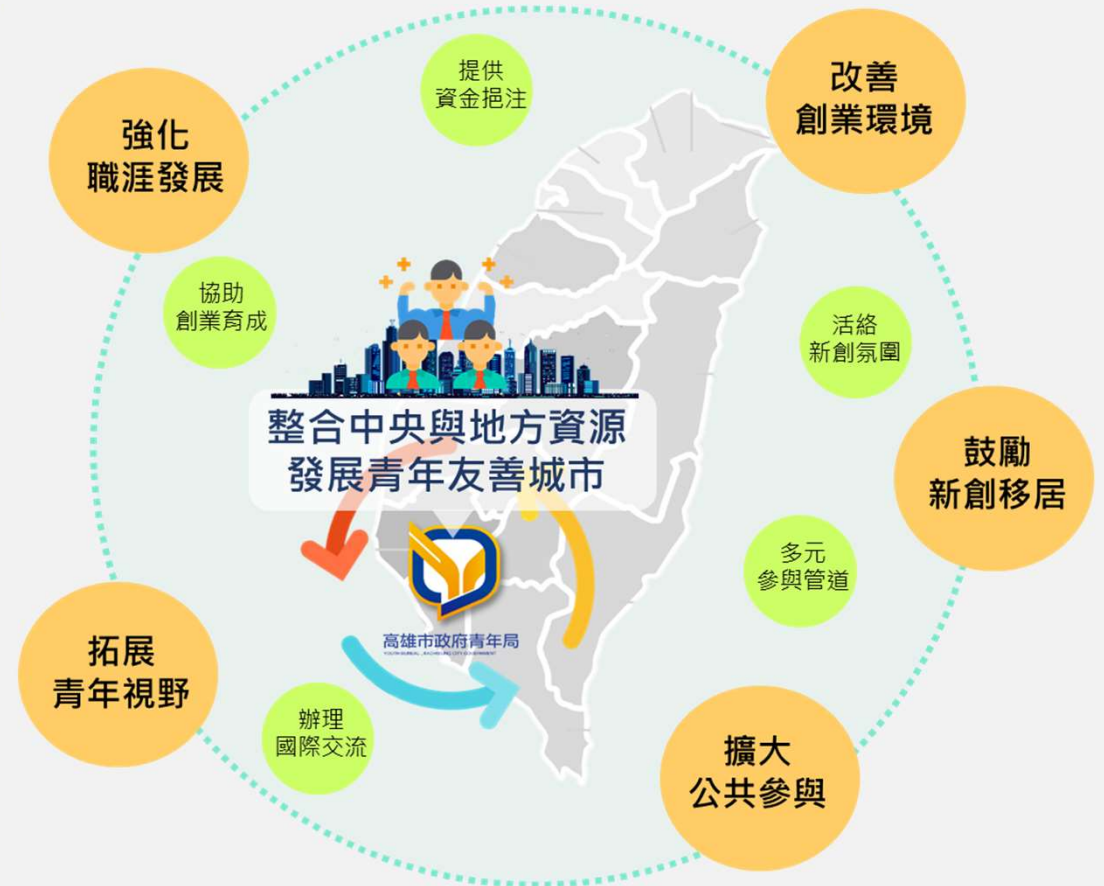 提供
資金挹注
改善
創業環境
強化
職涯發展
協助
創業育成
活絡
新創氛圍
整合中央與地方資源
發展青年友善城市
鼓勵
新創移居
多元
參與管道
高雄市政府青年局
拓展
青年視野
辦理
國際交流
擴大
公共參與